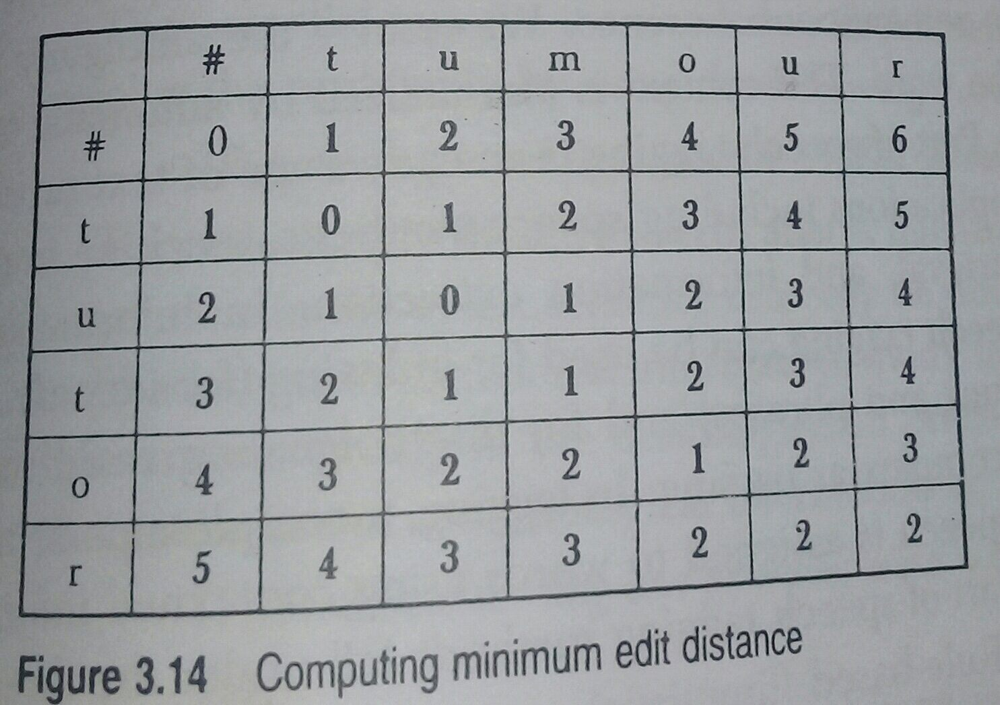 # t u m o u r
# 0 1 2 3 4 5 6
t 1 0 1 2 3 4 5
u 2 1 0 1 2 3 4
t 3 2 1 1 2 3 4
o 4 3 2 2 1 2 3
r 5 4 3 3 2 2 2
Figure 3.14 Computing minimum edit distance